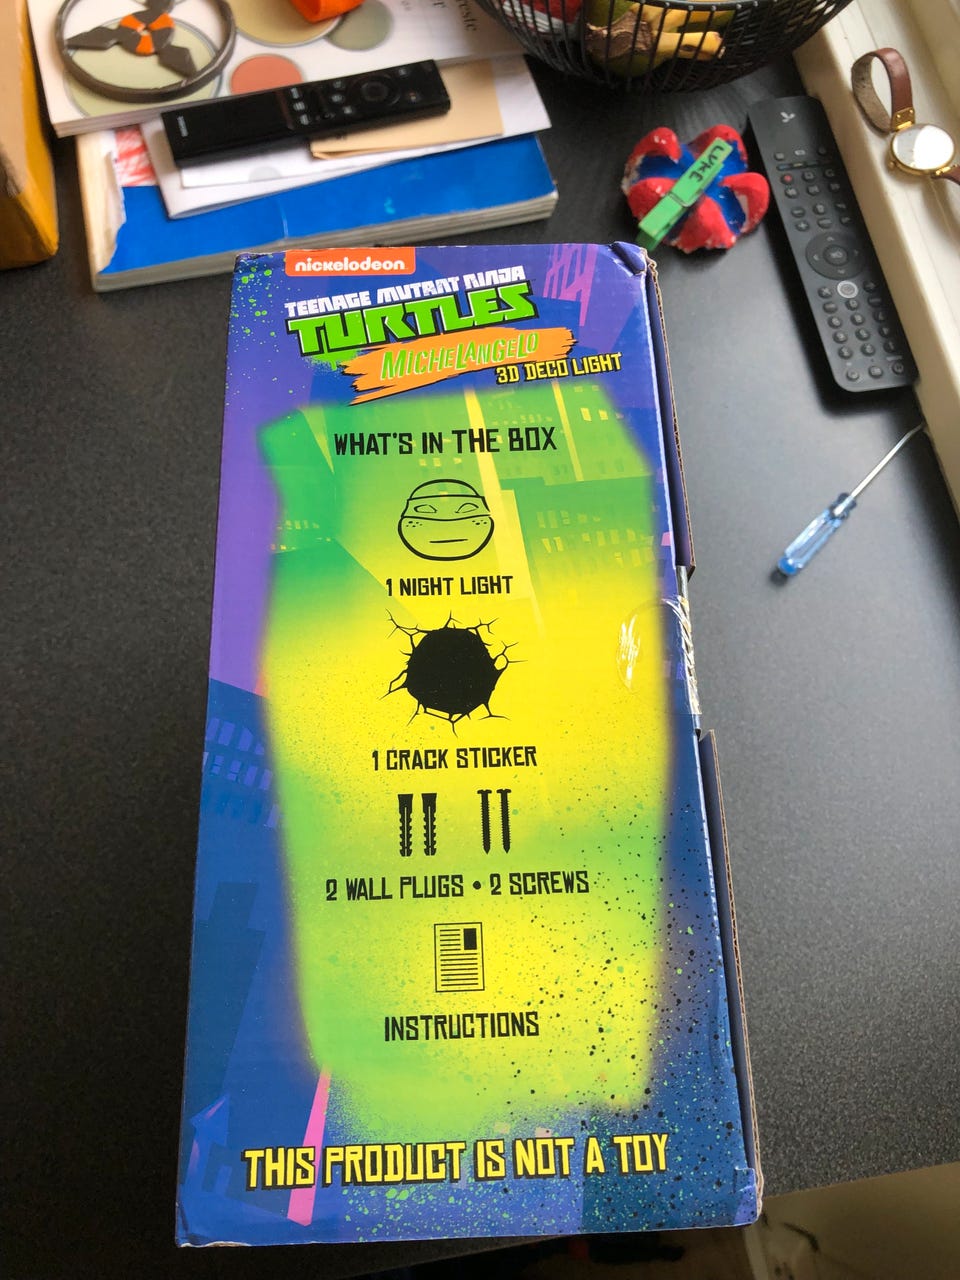 LUKE
nickelodeon
TEENAGE MUTANT NINJA
TURTLES
MICHELANGELO
3D DECO LIGHT
WHAT'S IN THE BOX
1 NIGHT LIGHT
1 CRACK STICKER
2 WALL PLUGS • 2 SCREWS
INSTRUCTIONS
THIS PRODUCT IS NOT A TOY